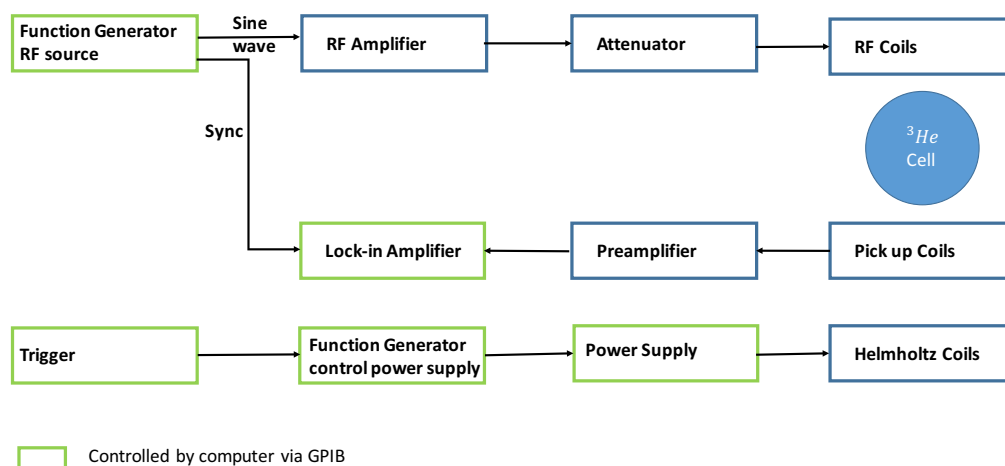 Function Generator
RF source
Sine
wave
RF Amplifier
Attenuator
RF Coils
Sync
³He
Cell
Lock-in Amplifier
Preamplifier
Pick up Coils
Trigger
Function Generator
control power supply
Power Supply
Helmholtz Coils
Controlled by computer via GPIB